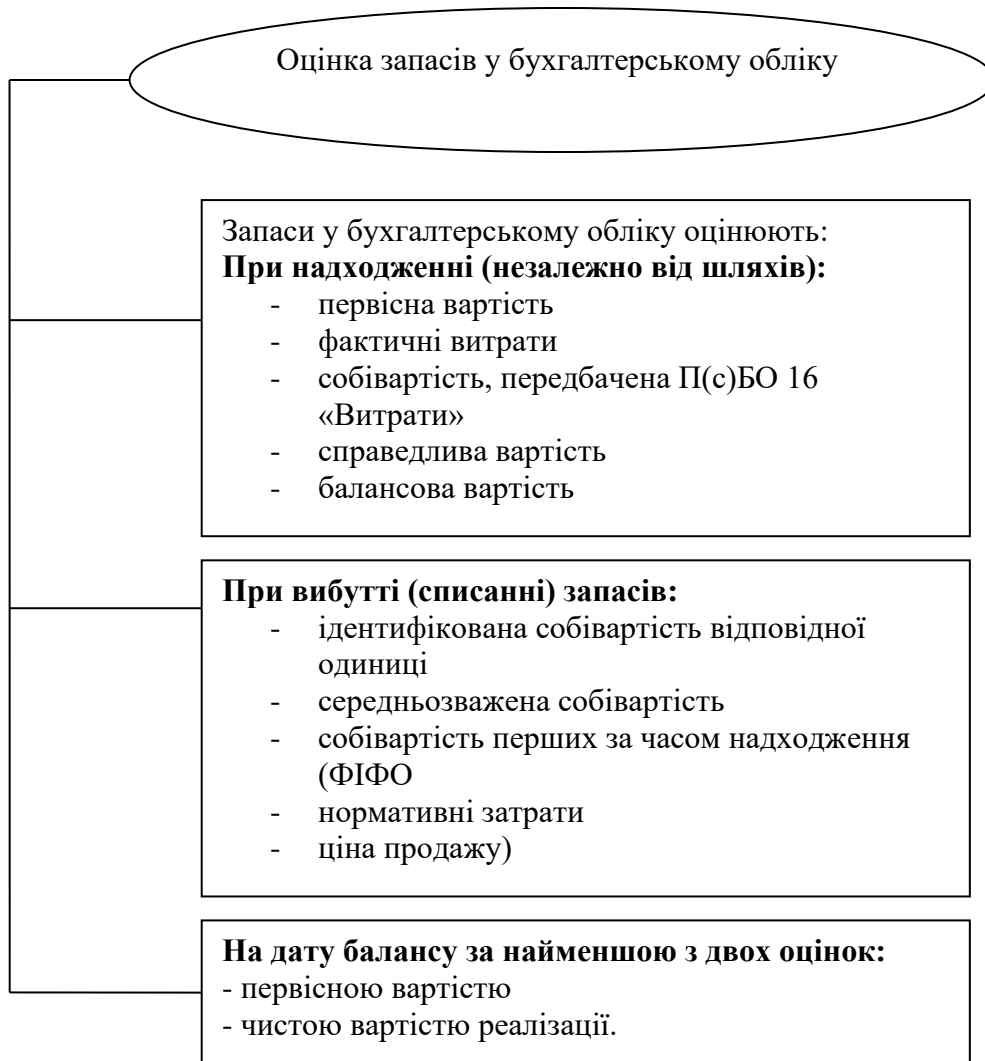 Оцінка запасів у бухгалтерському обліку
Запаси у бухгалтерському обліку оцінюють:
При надходженні (незалежно від шляхів):
- первісна вартість
- фактичні витрати
- собівартість, передбачена П(с)БО 16
«Витрати»
- справедлива вартість
- балансова вартість
При вибутті (списанні) запасів:
- ідентифікована собівартість відповідної
одиниці
- середньозважена собівартість
- собівартість перших за часом надходження
(ФІФО
- нормативні затрати
- ціна продажу)
На дату балансу за найменшою з двох оцінок:
- первісною вартістю
- чистою вартістю реалізації.